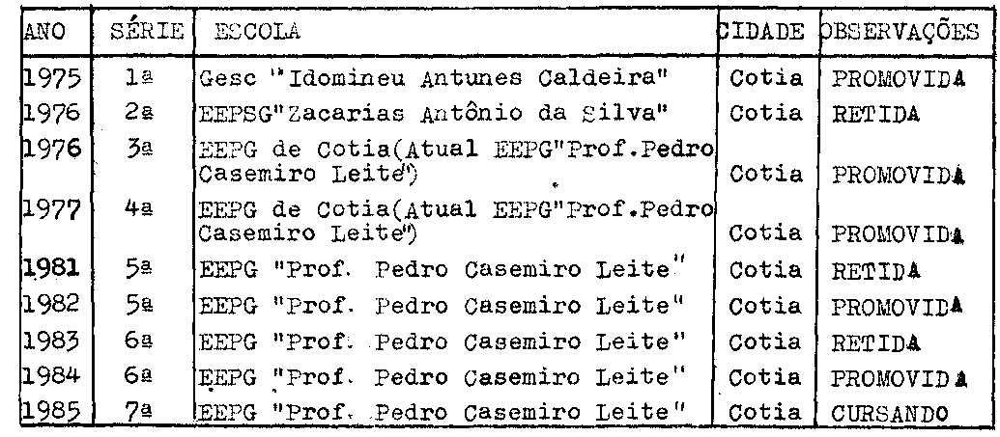 ANO SÉRIE ESCOLA CIDADE OBSERVAÇÕES
1975 1ª Gesc "Idomineu Antunes Caldeira" Cotia PROMOVIDA
1976 2ª EEPSG"Zacarias Antônio da Silva" Cotia RETIDA
1976 3ª EEPG de Cotia(Atual EEPG"Prof.Pedro
Casemiro Leite") Cotia PROMOVIDA
1977 4ª EEPG de Cotia(Atual EEPG"Prof.Pedro
Casemiro Leite") Cotia PROMOVIDA
1981 5ª EEPG "Prof. Pedro Casemiro Leite" Cotia RETIDA
1982 5ª EEPG "Prof. Pedro Casemiro Leite" Cotia PROMOVIDA
1983 6ª EEPG "Prof. Pedro Casemiro Leite" Cotia RETIDA
1984 6ª EEPG "Prof. Pedro Casemiro Leite" Cotia PROMOVIDA
1985 7ª EEPG "Prof. Pedro Casemiro Leite" Cotia CURSANDO